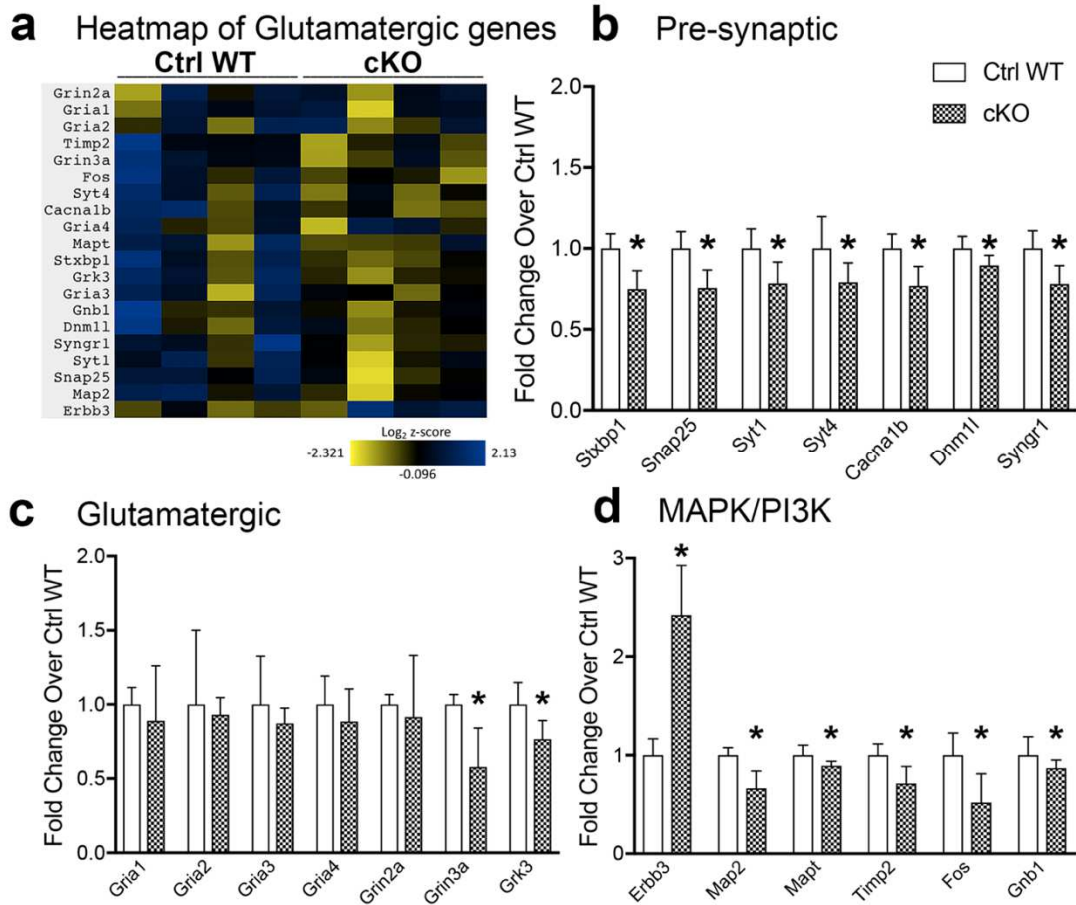 a Heatmap of Glutamatergic genes
Ctrl WT cKO
Grin2a
Gria1
Gria2
Timp2
Grin3a
Fos
Syt4
Cacna1b
Gria4
Mapt
Stxbp1
Grk3
Gria3
Gnb1
Dnm1l
Syngr1
Syt1
Snap25
Map2
Erbb3
Log2 z-score
-2.321 2.13
-0.096
b Pre-synaptic
Fold Change Over Ctrl WT
2.0
1.5
1.0
0.5
0.0
Ctrl WT
cKO
* * * * * * *
Stxbp1 Snap25 Syt1 Syt4 Cacna1b Dnm1l Syngr1
c Glutamatergic
Fold Change Over Ctrl WT
2.0
1.5
1.0
0.5
0.0
* *
Gria1 Gria2 Gria3 Gria4 Grin2a Grin3a Grk3
d MAPK/PI3K
Fold Change Over Ctrl WT
3
2
1
0
* * * * * *
Erbb3 Map2 Mapt Timp2 Fos Gnb1